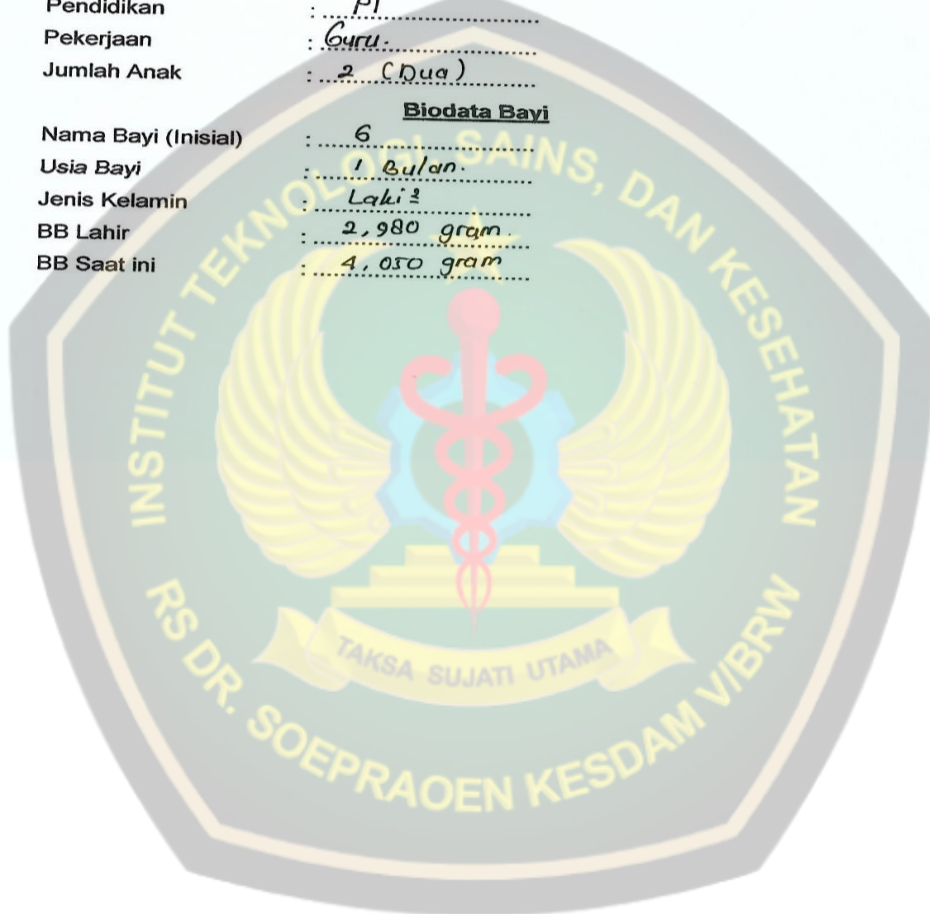 Pendidikan : PT
Pekerjaan : Guru.
Jumlah Anak : 2 (Dua)
Biodata Bayi
Nama Bayi (Inisial) : G
Usia Bayi : 1 Bulan.
Jenis Kelamin : Laki²
BB Lahir : 2,980 gram.
BB Saat ini : 4,050 gram
INSTITUT TEKNOLOGI, SAINS, DAN KESEHATAN
TAKSA SUJATI UTAMA
RS DR. SOEPRAOEN KESDAM V/BRW